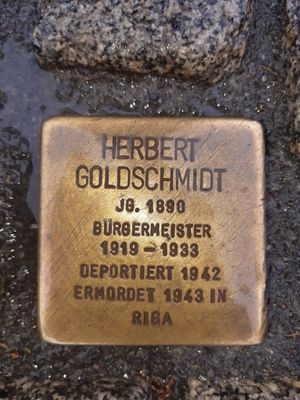 HERBERT
GOLDSCHMIDT
JG. 1890
BÜRGERMEISTER
1919 – 1933
DEPORTIERT 1942
ERMORDET 1943 IN
RIGA